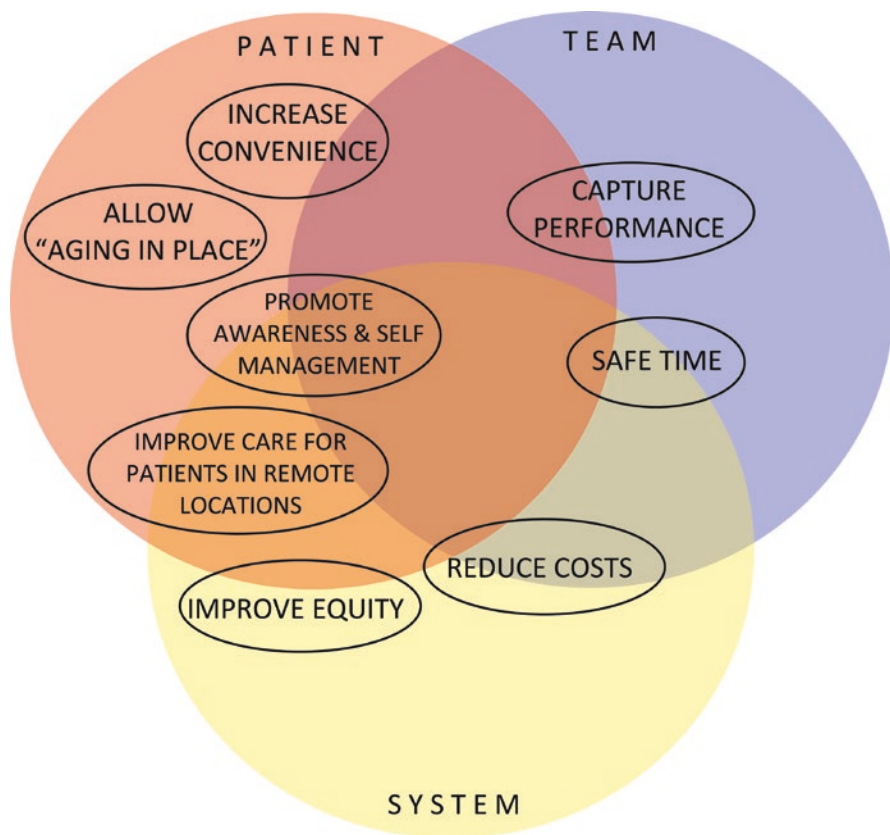 PATIENT
TEAM
INCREASE
CONVENIENCE
CAPTURE
PERFORMANCE
ALLOW
“AGING IN PLACE”
PROMOTE
AWARENESS & SELF
MANAGEMENT
SAFE TIME
IMPROVE CARE FOR
PATIENTS IN REMOTE
LOCATIONS
REDUCE COSTS
IMPROVE EQUITY
SYSTEM